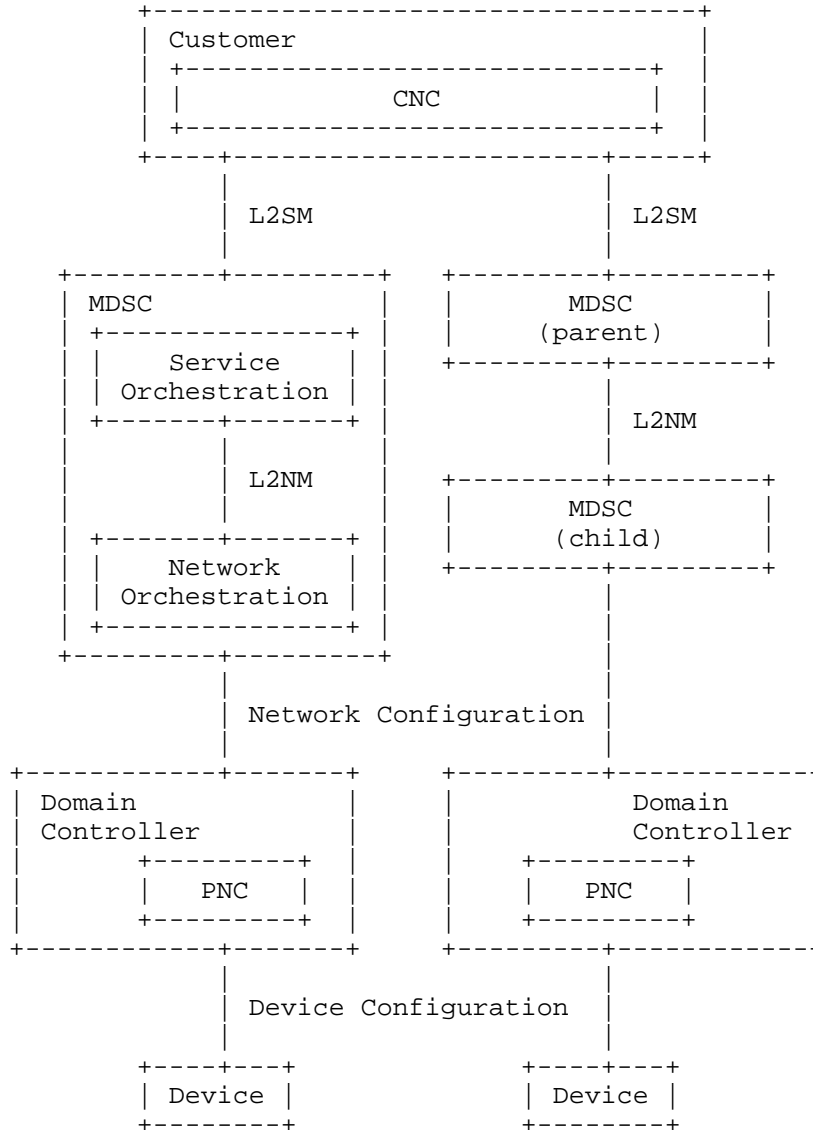 Customer
CNC
L2SM L2SM
MDSC MDSC
(parent)
Service
Orchestration
L2NM
L2NM
MDSC
(child)
Network
Orchestration
Network Configuration
Domain Domain
Controller Controller
PNC PNC
Device Configuration
Device Device